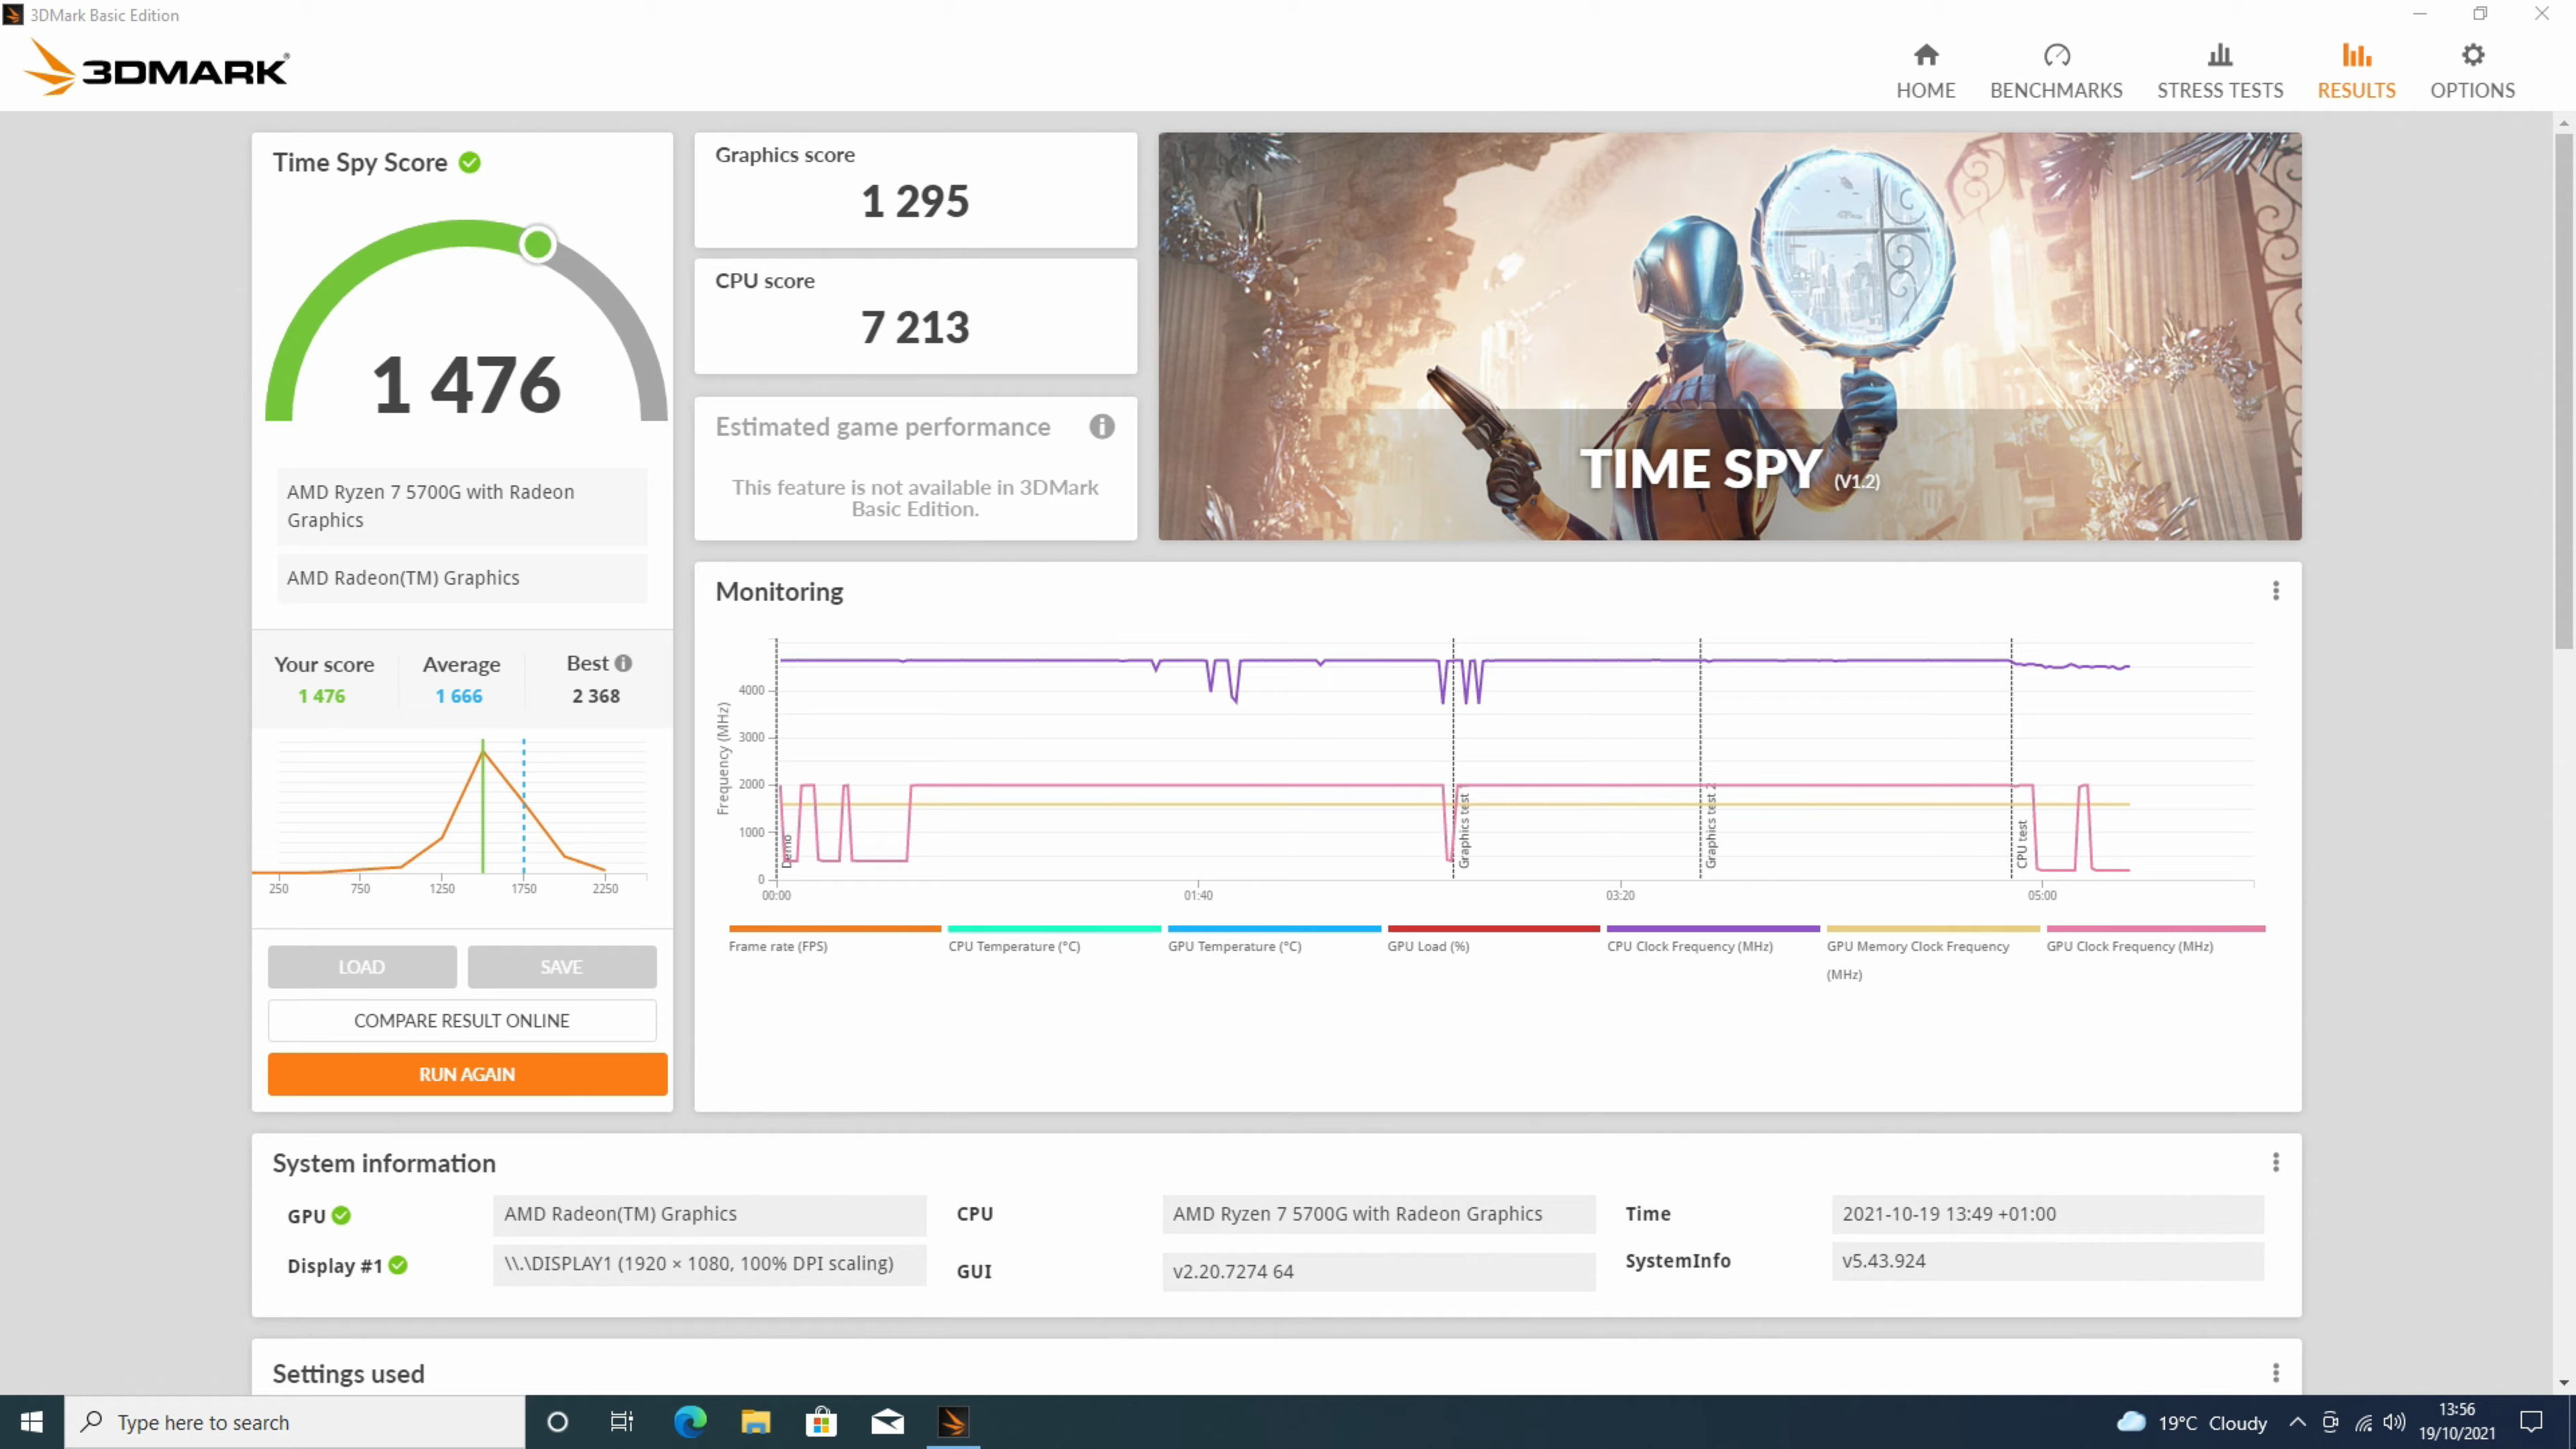 3DMark Basic Edition
3DMARK®
HOME
BENCHMARKS
STRESS TESTS
RESULTS
OPTIONS
Time Spy Score
1 476
AMD Ryzen 7 5700G with Radeon
Graphics
AMD Radeon(TM) Graphics
Your score
Average
Best
1 476
1 666
2 368
250
750
1250
1750
2250
LOAD
SAVE
COMPARE RESULT ONLINE
RUN AGAIN
Graphics score
1 295
CPU score
7 213
Estimated game performance
This feature is not available in 3DMark
Basic Edition.
TIME SPY (V1.2)
Monitoring
Frequency (MHz)
4000
3000
2000
1000
0
Demo
Graphics test
Graphics test 2
CPU test
00:00
01:40
03:20
05:00
Frame rate (FPS)
CPU Temperature (°C)
GPU Temperature (°C)
GPU Load (%)
CPU Clock Frequency (MHz)
GPU Memory Clock Frequency
(MHz)
GPU Clock Frequency (MHz)
System information
GPU
AMD Radeon(TM) Graphics
CPU
AMD Ryzen 7 5700G with Radeon Graphics
Time
2021-10-19 13:49 +01:00
Display #1
\\.\DISPLAY1 (1920 × 1080, 100% DPI scaling)
GUI
v2.20.7274 64
SystemInfo
v5.43.924
Settings used
Type here to search
19°C Cloudy
13:56
19/10/2021